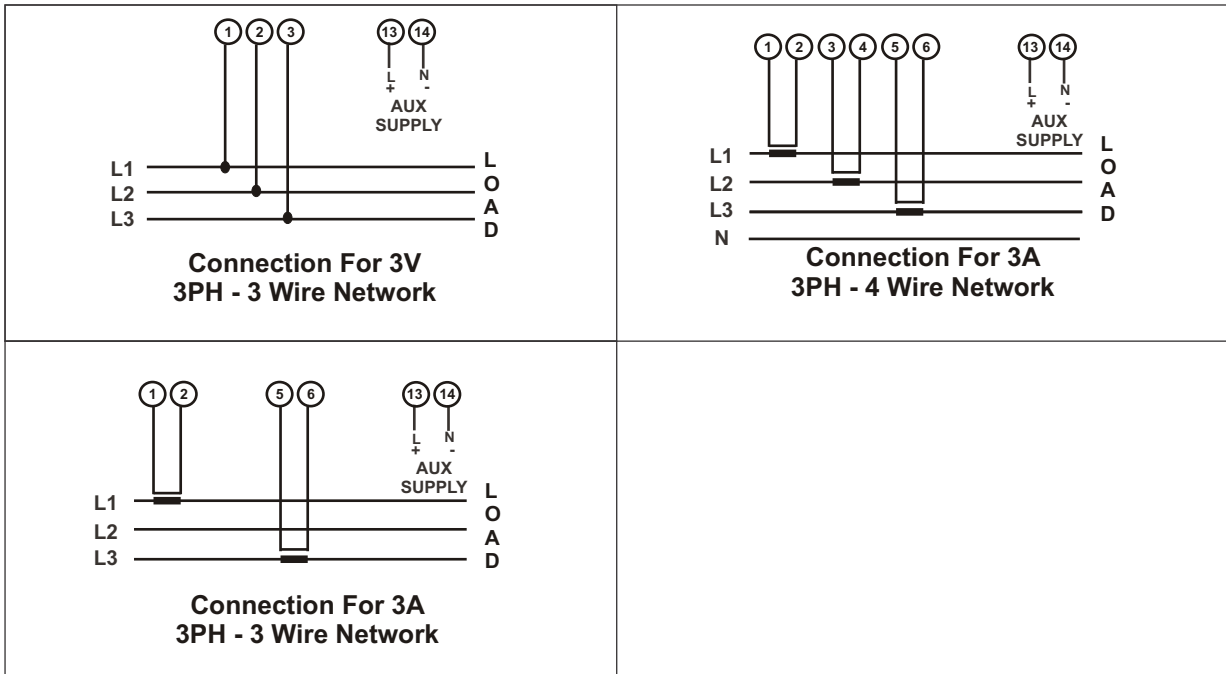 1 2 3 13 14
L N
+ -
AUX
SUPPLY
L1
L2
L3
L
O
A
D
Connection For 3V
3PH - 3 Wire Network
1 2 3 4 5 6 13 14
L N
+ -
AUX
SUPPLY
L1
L2
L3
N
L
O
A
D
Connection For 3A
3PH - 4 Wire Network
1 2 5 6 13 14
L N
+ -
AUX
SUPPLY
L1
L2
L3
L
O
A
D
Connection For 3A
3PH - 3 Wire Network